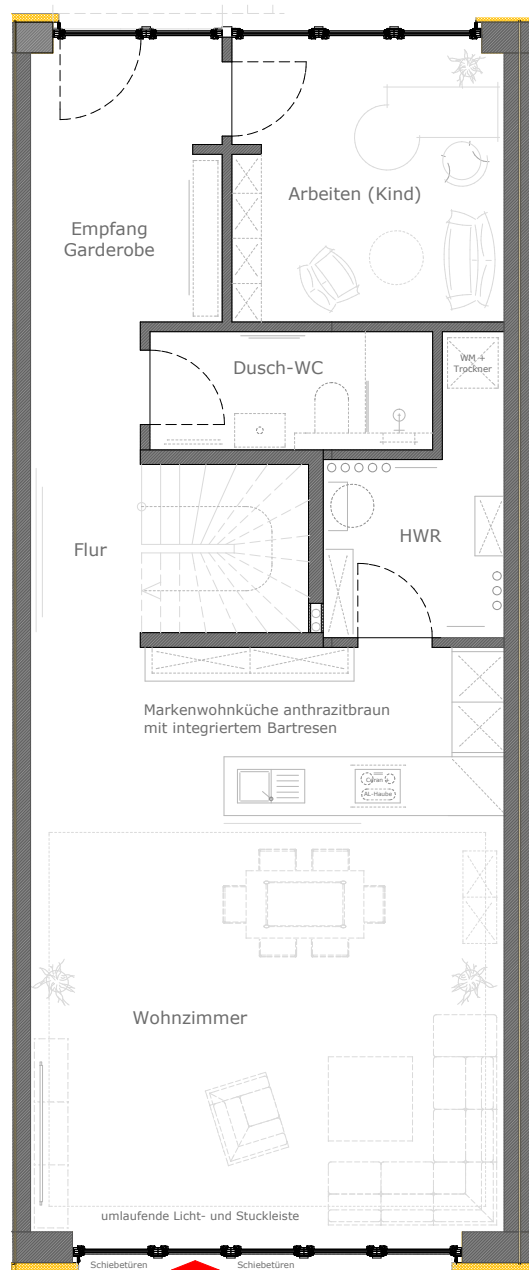 Arbeiten (Kind)
Empfang
Garderobe
Dusch-WC
WM +
Trockner
HWR
Flur
Markenwohnküche anthrazitbraun
mit integriertem Bartresen
Ceran
AL-Haube
Wohnzimmer
umlaufende Licht- und Stuckleiste
Schiebetüren
Schiebetüren